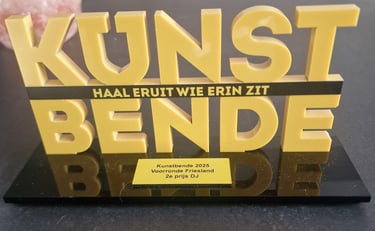 KUNST
HAAL ERUIT WIE ERIN ZIT
BENDE
Kunstbende 2025
Voorronde Friesland
2e prijs DJ